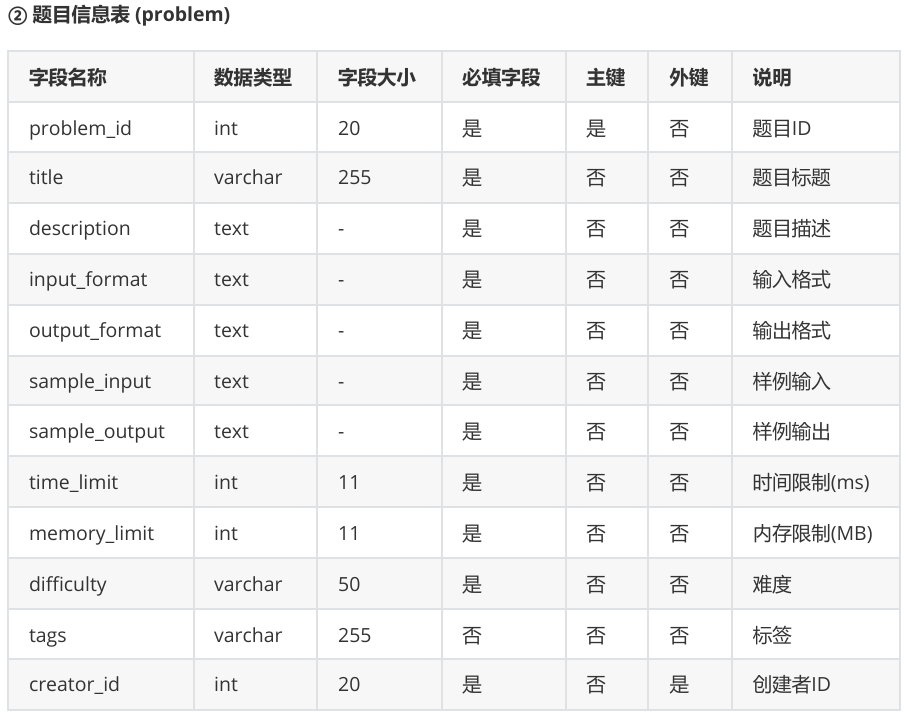 ② 题目信息表 (problem)
字段名称 数据类型 字段大小 必填字段 主键 外键 说明
problem_id int 20 是 是 否 题目ID
title varchar 255 是 否 否 题目标题
description text - 是 否 否 题目描述
input_format text - 是 否 否 输入格式
output_format text - 是 否 否 输出格式
sample_input text - 是 否 否 样例输入
sample_output text - 是 否 否 样例输出
time_limit int 11 是 否 否 时间限制(ms)
memory_limit int 11 是 否 否 内存限制(MB)
difficulty varchar 50 是 否 否 难度
tags varchar 255 否 否 否 标签
creator_id int 20 是 否 是 创建者ID